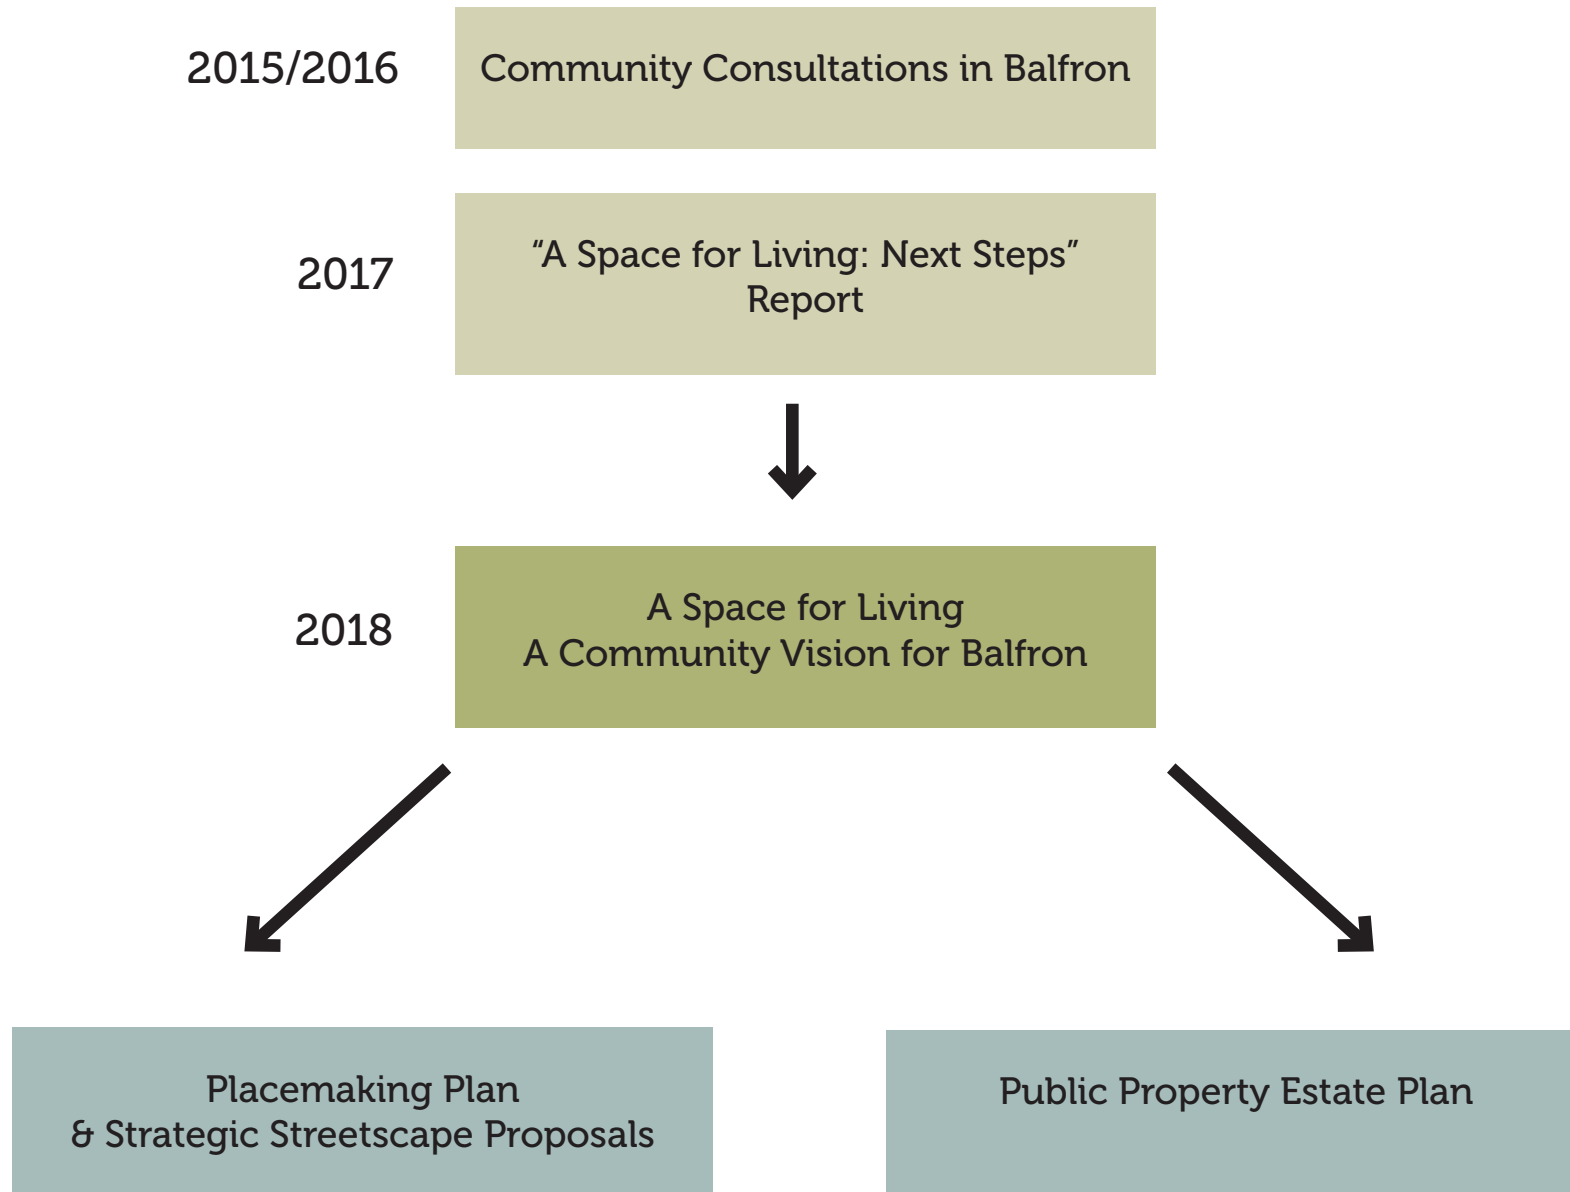 2015/2016
Community Consultations in Balfron
2017
“A Space for Living: Next Steps”
Report
2018
A Space for Living
A Community Vision for Balfron
Placemaking Plan
& Strategic Streetscape Proposals
Public Property Estate Plan